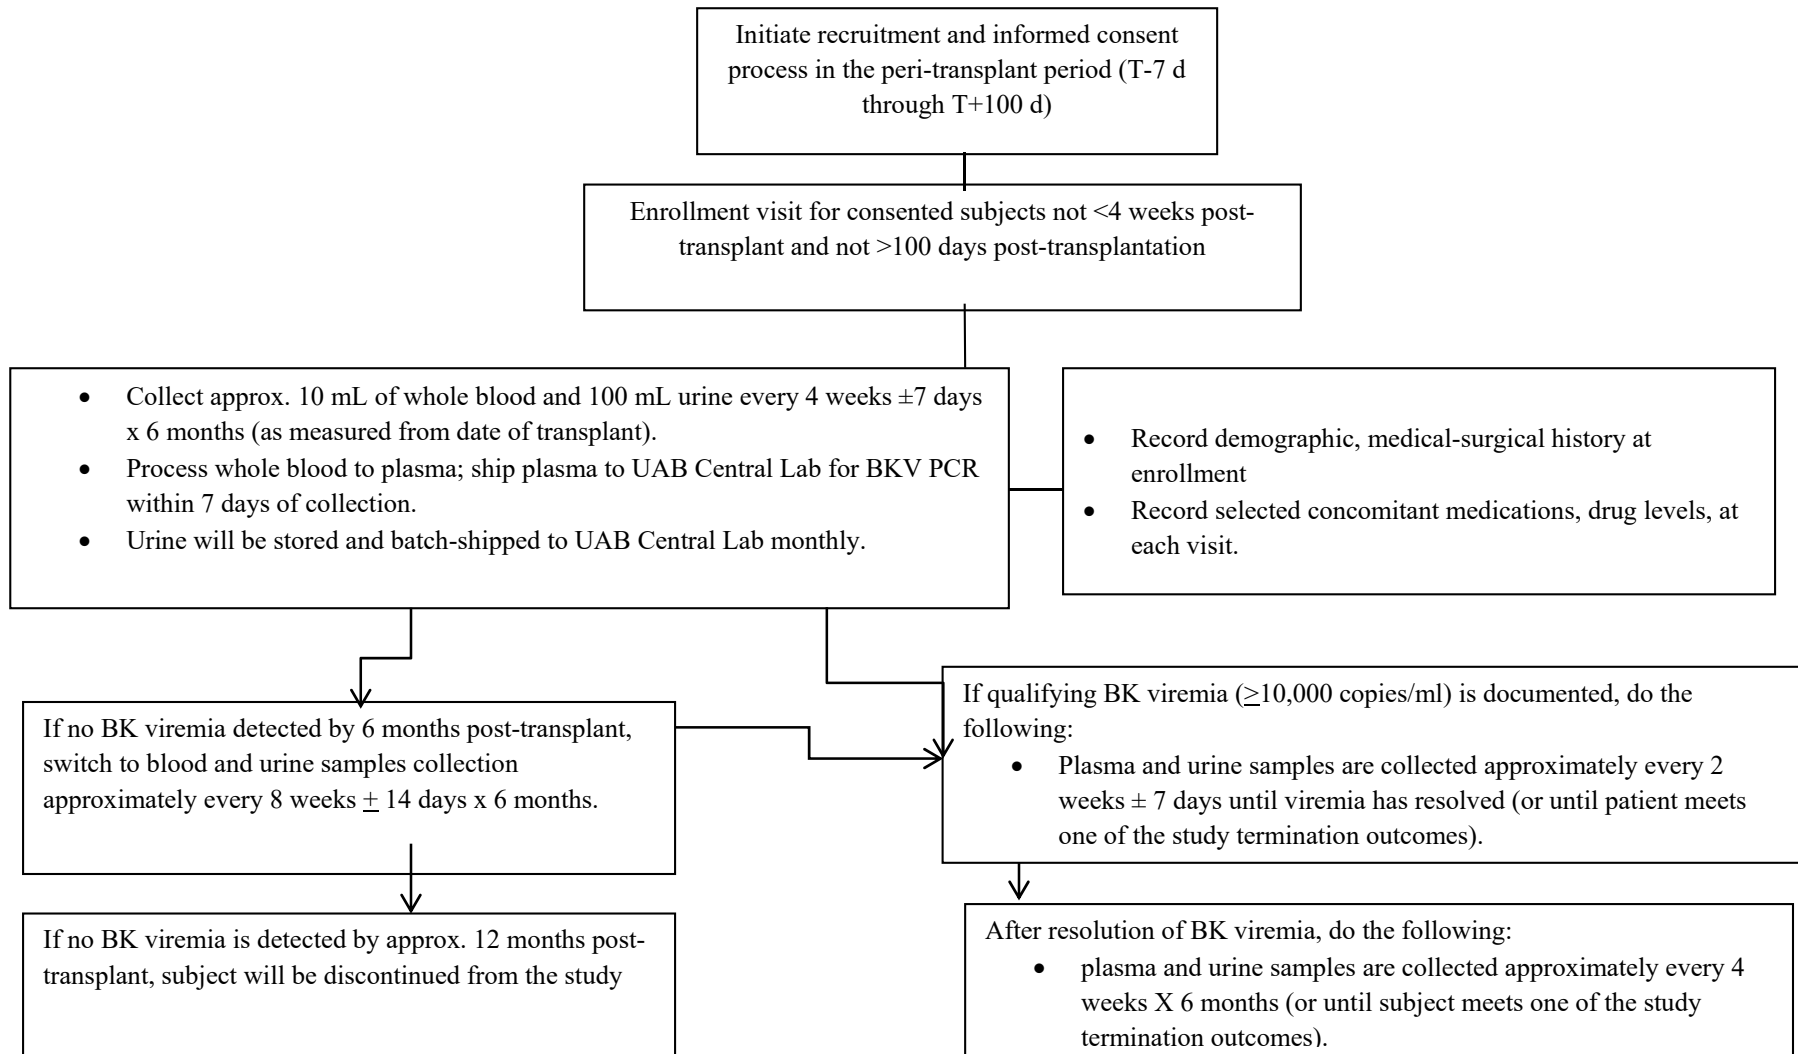 Initiate recruitment and informed consent
process in the peri-transplant period (T-7 d
through T+100 d)
Enrollment visit for consented subjects not <4 weeks post-
transplant and not >100 days post-transplantation
• Collect approx. 10 mL of whole blood and 100 mL urine every 4 weeks ±7 days
x 6 months (as measured from date of transplant).
• Process whole blood to plasma; ship plasma to UAB Central Lab for BKV PCR
within 7 days of collection.
• Urine will be stored and batch-shipped to UAB Central Lab monthly.
• Record demographic, medical-surgical history at
enrollment
• Record selected concomitant medications, drug levels, at
each visit.
If no BK viremia detected by 6 months post-transplant,
switch to blood and urine samples collection
approximately every 8 weeks ± 14 days x 6 months.
If qualifying BK viremia (≥10,000 copies/ml) is documented, do the
following:
• Plasma and urine samples are collected approximately every 2
weeks ± 7 days until viremia has resolved (or until patient meets
one of the study termination outcomes).
If no BK viremia is detected by approx. 12 months post-
transplant, subject will be discontinued from the study
After resolution of BK viremia, do the following:
• plasma and urine samples are collected approximately every 4
weeks X 6 months (or until subject meets one of the study
termination outcomes).